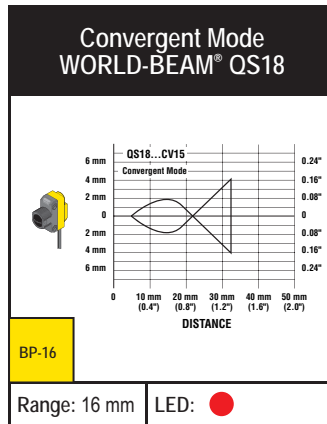 Convergent Mode
WORLD-BEAM® QS18
QS18...CV15
Convergent Mode
6 mm 0.24"
4 mm 0.16"
2 mm 0.08"
0 0
2 mm 0.08"
4 mm 0.16"
6 mm 0.24"
0 10 mm 20 mm 30 mm 40 mm 50 mm
(0.4") (0.8") (1.2") (1.6") (2.0")
DISTANCE
BP-16
Range: 16 mm LED: